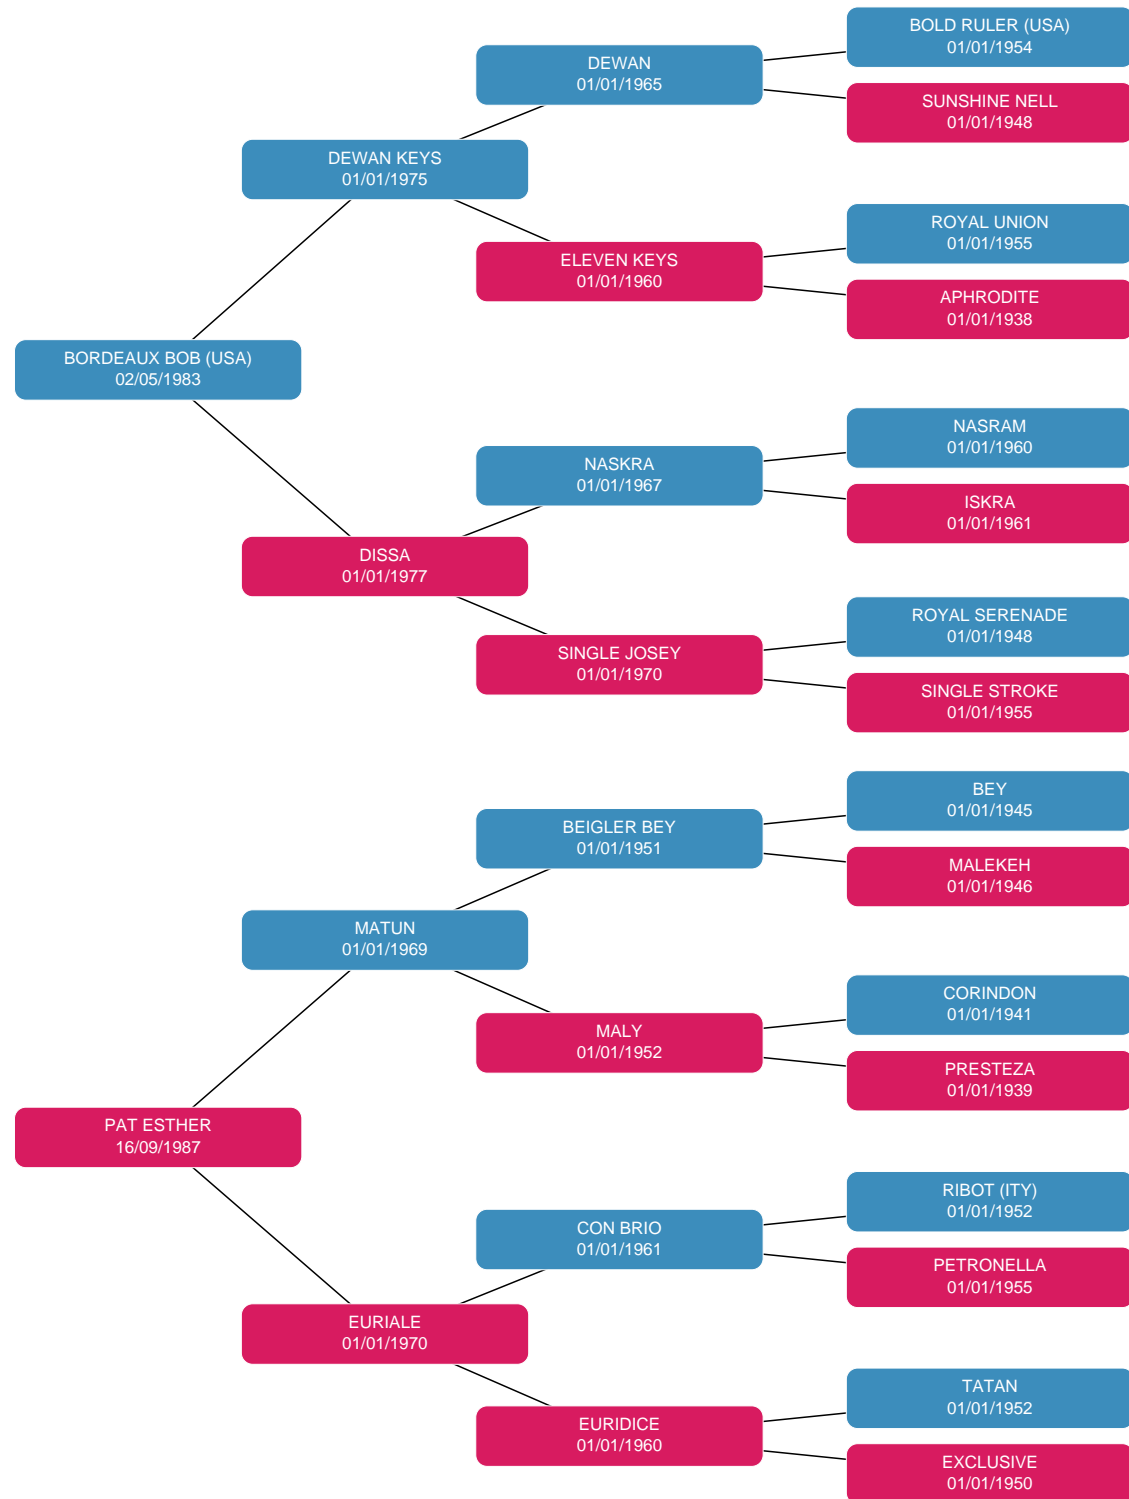 BOLD RULER (USA)
01/01/1954
DEWAN
01/01/1965
SUNSHINE NELL
01/01/1948
DEWAN KEYS
01/01/1975
ROYAL UNION
01/01/1955
ELEVEN KEYS
01/01/1960
APHRODITE
01/01/1938
BORDEAUX BOB (USA)
02/05/1983
NASRAM
01/01/1960
NASKRA
01/01/1967
ISKRA
01/01/1961
DISSA
01/01/1977
ROYAL SERENADE
01/01/1948
SINGLE JOSEY
01/01/1970
SINGLE STROKE
01/01/1955
BEY
01/01/1945
BEIGLER BEY
01/01/1951
MALEKEH
01/01/1946
MATUN
01/01/1969
CORINDON
01/01/1941
MALY
01/01/1952
PRESTEZA
01/01/1939
PAT ESTHER
16/09/1987
RIBOT (ITY)
01/01/1952
CON BRIO
01/01/1961
PETRONELLA
01/01/1955
EURIALE
01/01/1970
TATAN
01/01/1952
EURIDICE
01/01/1960
EXCLUSIVE
01/01/1950